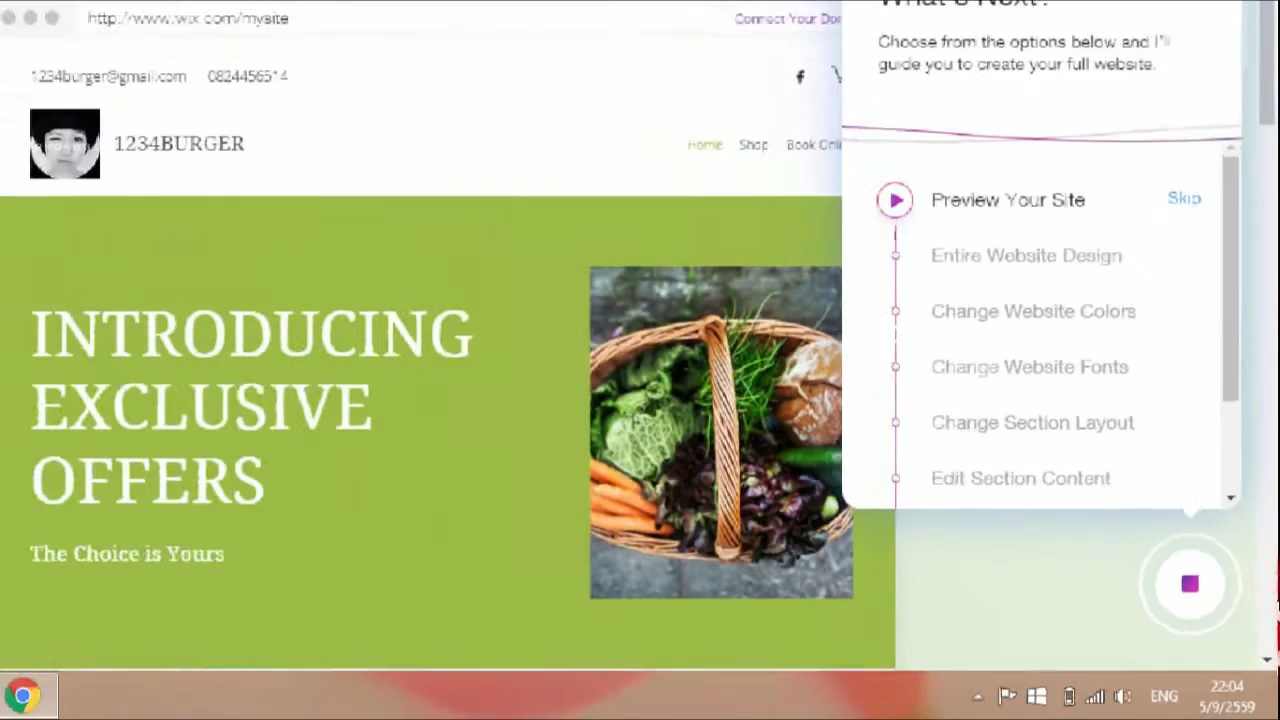 http://www.wix.com/mysite
Connect Your
1234burger@gmail.com 0824456514
1234BURGER
Home Shop Book
INTRODUCING
EXCLUSIVE
OFFERS
The Choice is Yours
What's Next?
Choose from the options below and I'll
guide you to create your full website.
Preview Your Site Skip
Entire Website Design
Change Website Colors
Change Website Fonts
Change Section Layout
Edit Section Content
ENG
22:04
5/9/2559